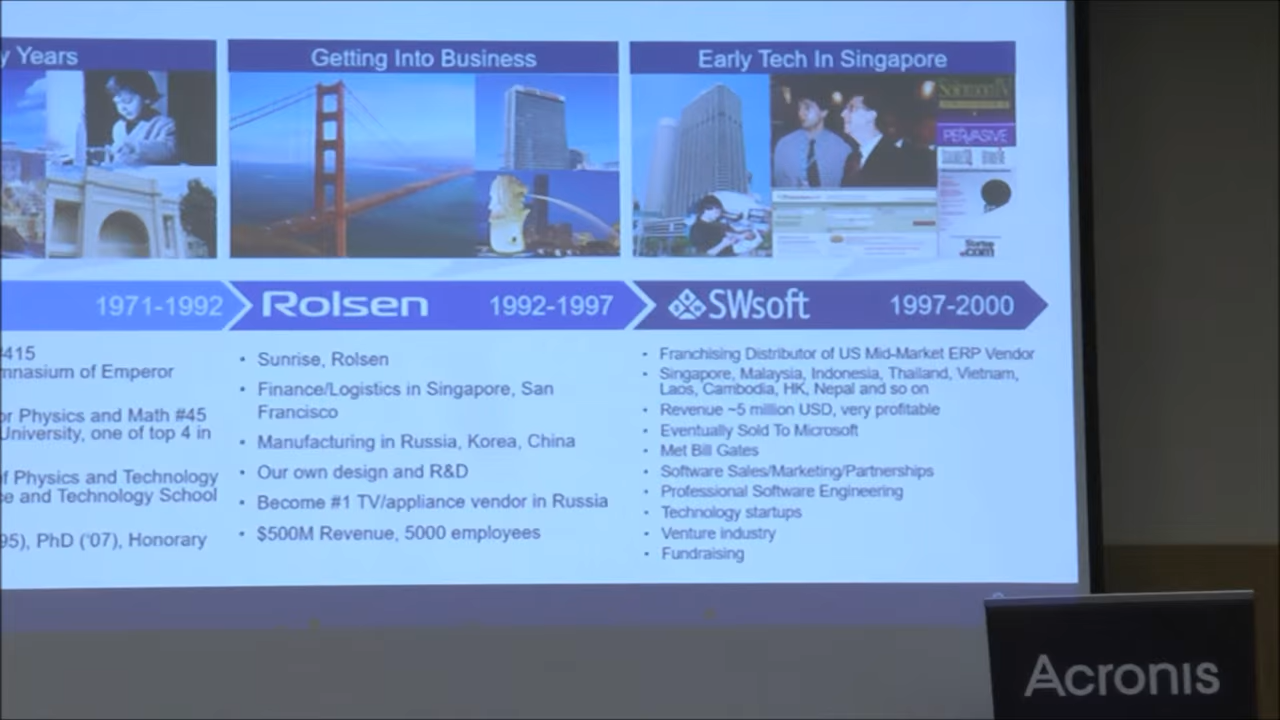 y Years
Getting Into Business
Early Tech In Singapore
Solomon IV
PERVASIVE
1971-1992
Rolsen
1992-1997
SWsoft
1997-2000
#415
mnasium of Emperor
or Physics and Math #45
University, one of top 4 in
of Physics and Technology
ce and Technology School
95), PhD ('07), Honorary
• Sunrise, Rolsen
• Finance/Logistics in Singapore, San
Francisco
• Manufacturing in Russia, Korea, China
• Our own design and R&D
• Become #1 TV/appliance vendor in Russia
• $500M Revenue, 5000 employees
• Franchising Distributor of US Mid-Market ERP Vendor
• Singapore, Malaysia, Indonesia, Thailand, Vietnam,
Laos, Cambodia, HK, Nepal and so on
• Revenue ~5 million USD, very profitable
• Eventually Sold To Microsoft
• Met Bill Gates
• Software Sales/Marketing/Partnerships
• Professional Software Engineering
• Technology startups
• Venture industry
• Fundraising
Acronis